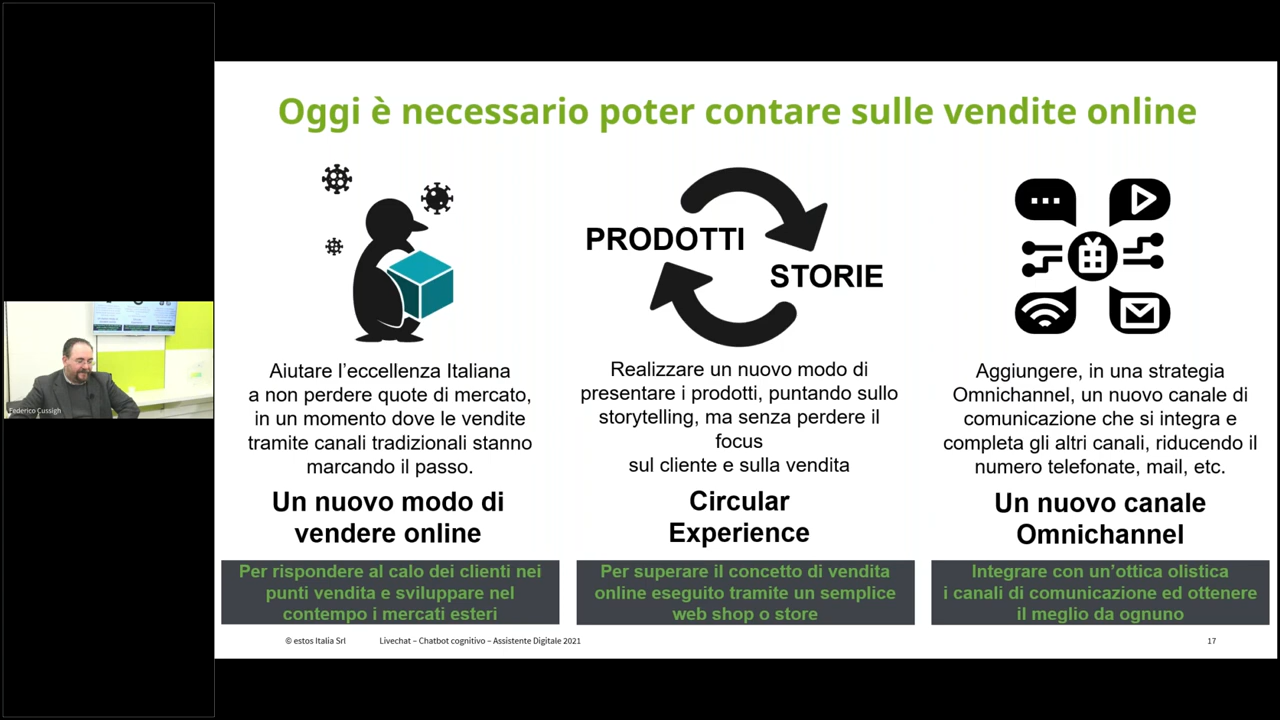 Oggi è necessario poter contare sulle vendite online
PRODOTTI
STORIE
Aiutare l'eccellenza Italiana
a non perdere quote di mercato,
in un momento dove le vendite
tramite canali tradizionali stanno
marcando il passo.
Un nuovo modo di
vendere online
Per rispondere al calo dei clienti nei
punti vendita e sviluppare nel
contempo i mercati esteri
Realizzare un nuovo modo di
presentare i prodotti, puntando sullo
storytelling, ma senza perdere il
focus
sul cliente e sulla vendita
Circular
Experience
Per superare il concetto di vendita
online eseguito tramite un semplice
web shop o store
Aggiungere, in una strategia
Omnichannel, un nuovo canale di
comunicazione che si integra e
completa gli altri canali, riducendo il
numero telefonate, mail, etc.
Un nuovo canale
Omnichannel
Integrare con un'ottica olistica
i canali di comunicazione ed ottenere
il meglio da ognuno
© estos Italia Srl
Livechat – Chatbot cognitivo – Assistente Digitale 2021
17
Federico Cussigh